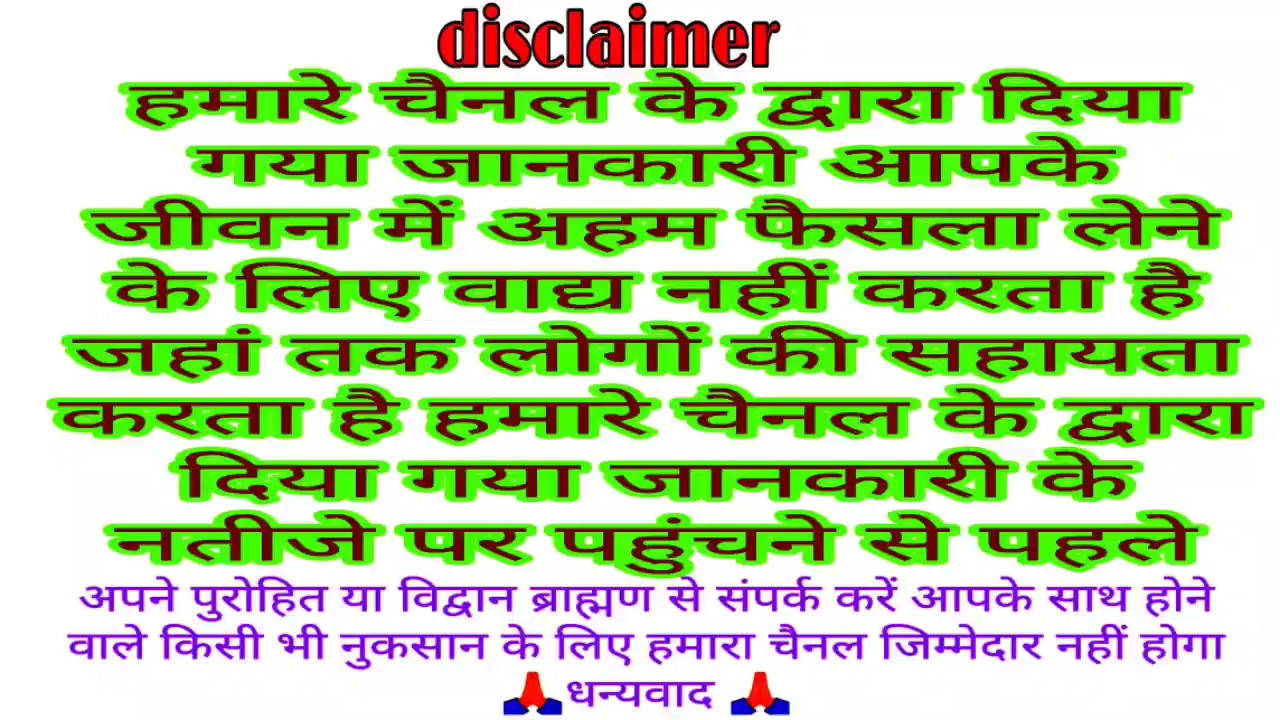 disclaimer
हमारे चैनल के द्वारा दिया
गया जानकारी आपके
जीवन में अहम फैसला लेने
के लिए वाद्य नहीं करता है
जहां तक लोगों की सहायता
करता है हमारे चैनल के द्वारा
दिया गया जानकारी के
नतीजे पर पहुंचने से पहले
अपने पुरोहित या विद्वान ब्राह्मण से संपर्क करें आपके साथ होने
वाले किसी भी नुकसान के लिए हमारा चैनल जिम्मेदार नहीं होगा
🙏धन्यवाद 🙏